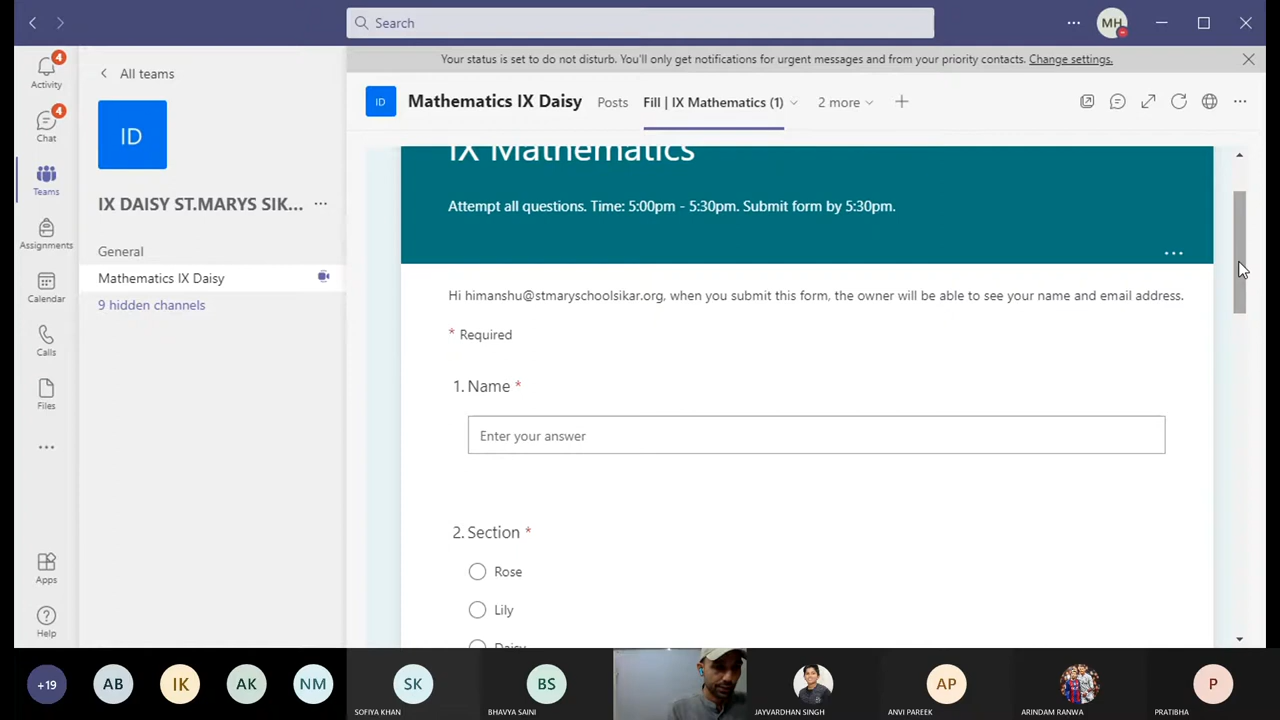 Search
MH
4
Activity
4
Chat
Teams
Assignments
Calendar
Calls
Files
Apps
Help
All teams
ID
IX DAISY ST.MARYS SIK...
General
Mathematics IX Daisy
9 hidden channels
Your status is set to do not disturb. You'll only get notifications for urgent messages and from your priority contacts. Change settings.
ID Mathematics IX Daisy Posts Fill | IX Mathematics (1) 2 more
IX Mathematics
Attempt all questions. Time: 5:00pm - 5:30pm. Submit form by 5:30pm.
Hi himanshu@stmaryschoolsikar.org, when you submit this form, the owner will be able to see your name and email address.
* Required
1. Name *
Enter your answer
2. Section *
Rose
Lily
Daisy
+19 AB IK AK NM SK BS AP P
SOFIYA KHAN BHAVYA SAINI JAYVARDHAN SINGH ANVI PAREEK ARINDAM RANWA PRATIBHA